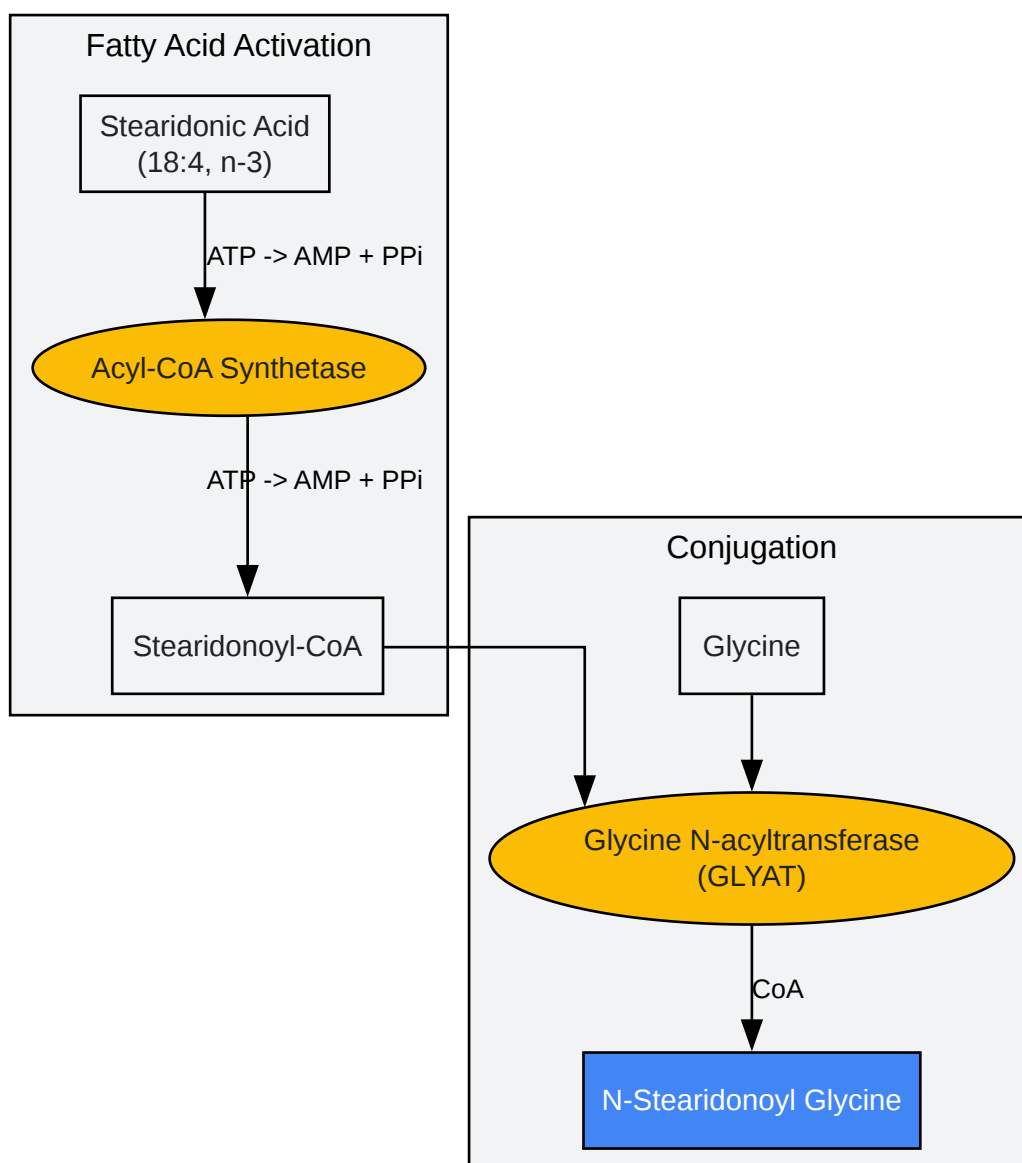 Fatty Acid Activation
Stearidonic Acid
(18:4, n-3)
ATP -> AMP + PPi
Acyl-CoA Synthetase
ATP -> AMP + PPi
Stearidonoyl-CoA
Conjugation
Glycine
Glycine N-acyltransferase
(GLYAT)
CoA
N-Stearidonoyl Glycine